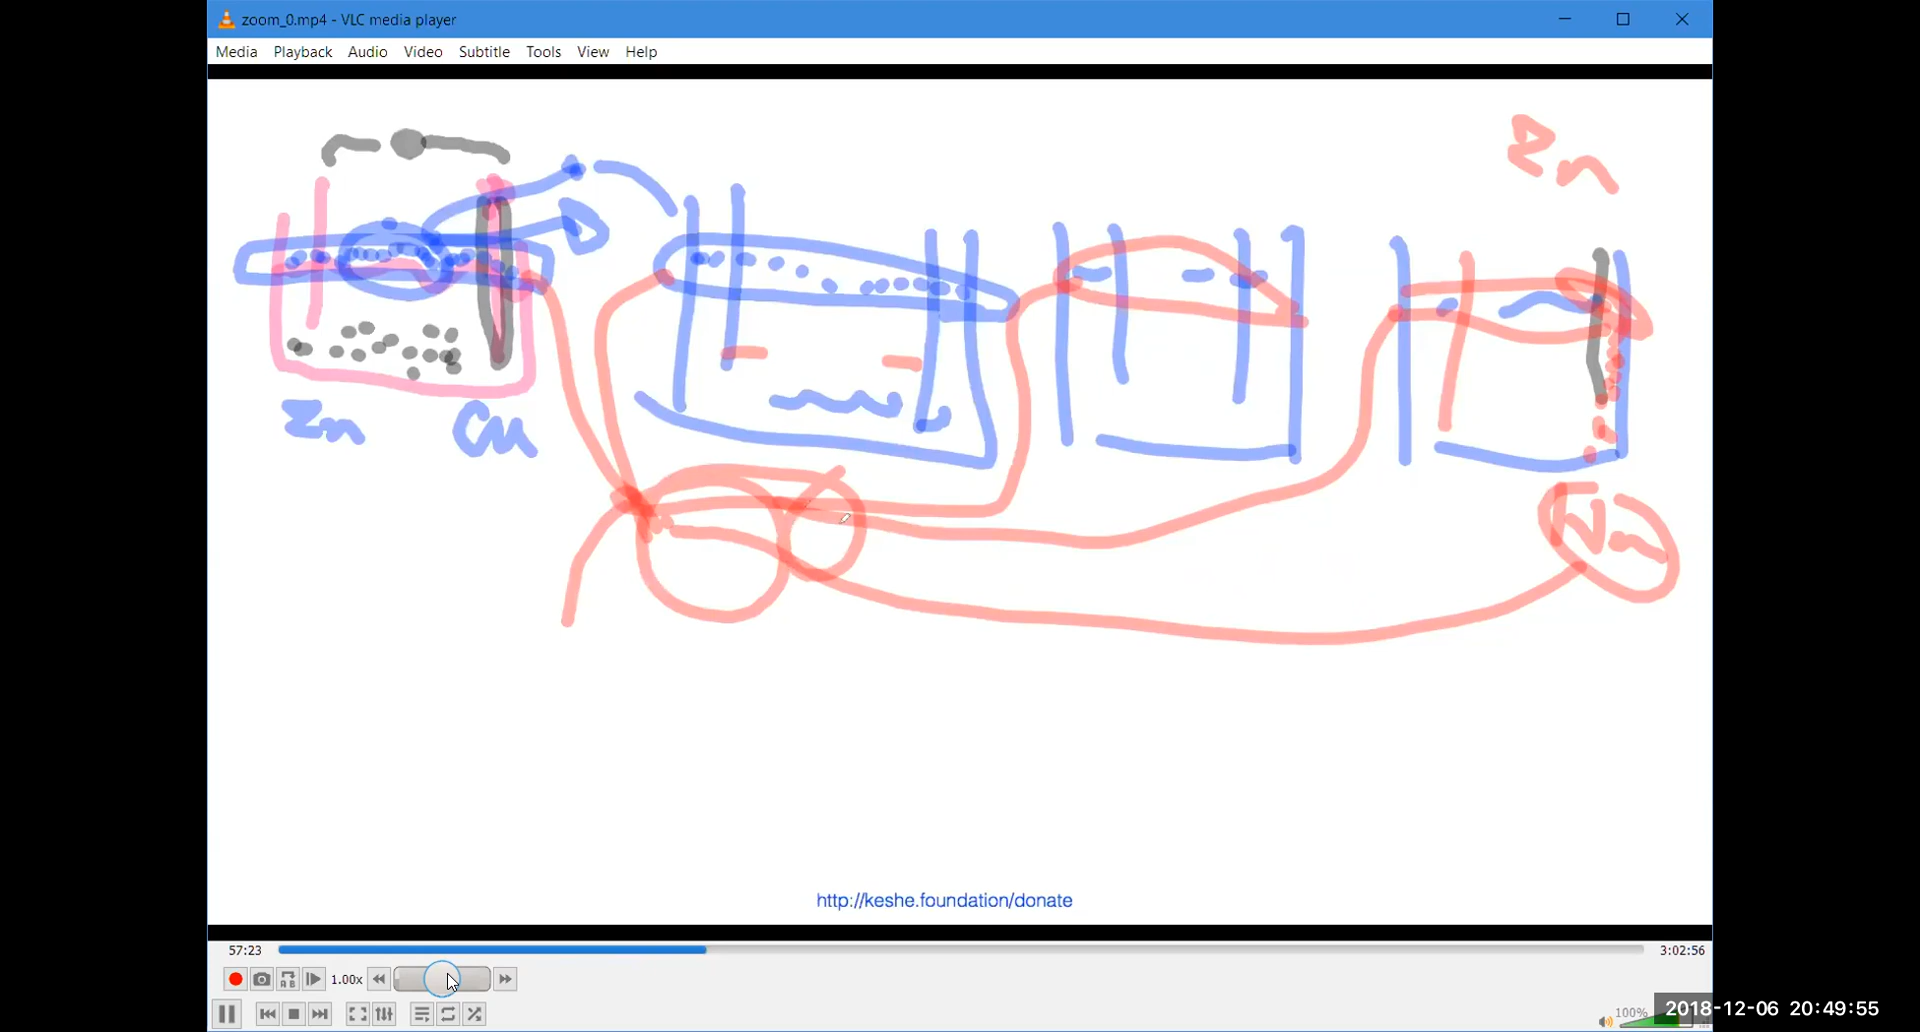 zoom_0.mp4 - VLC media player
Media Playback Audio Video Subtitle Tools View Help
Zn
Zn Cu
http://keshe.foundation/donate
57:23
3:02:56
1.00x
100%
2018-12-06 20:49:55